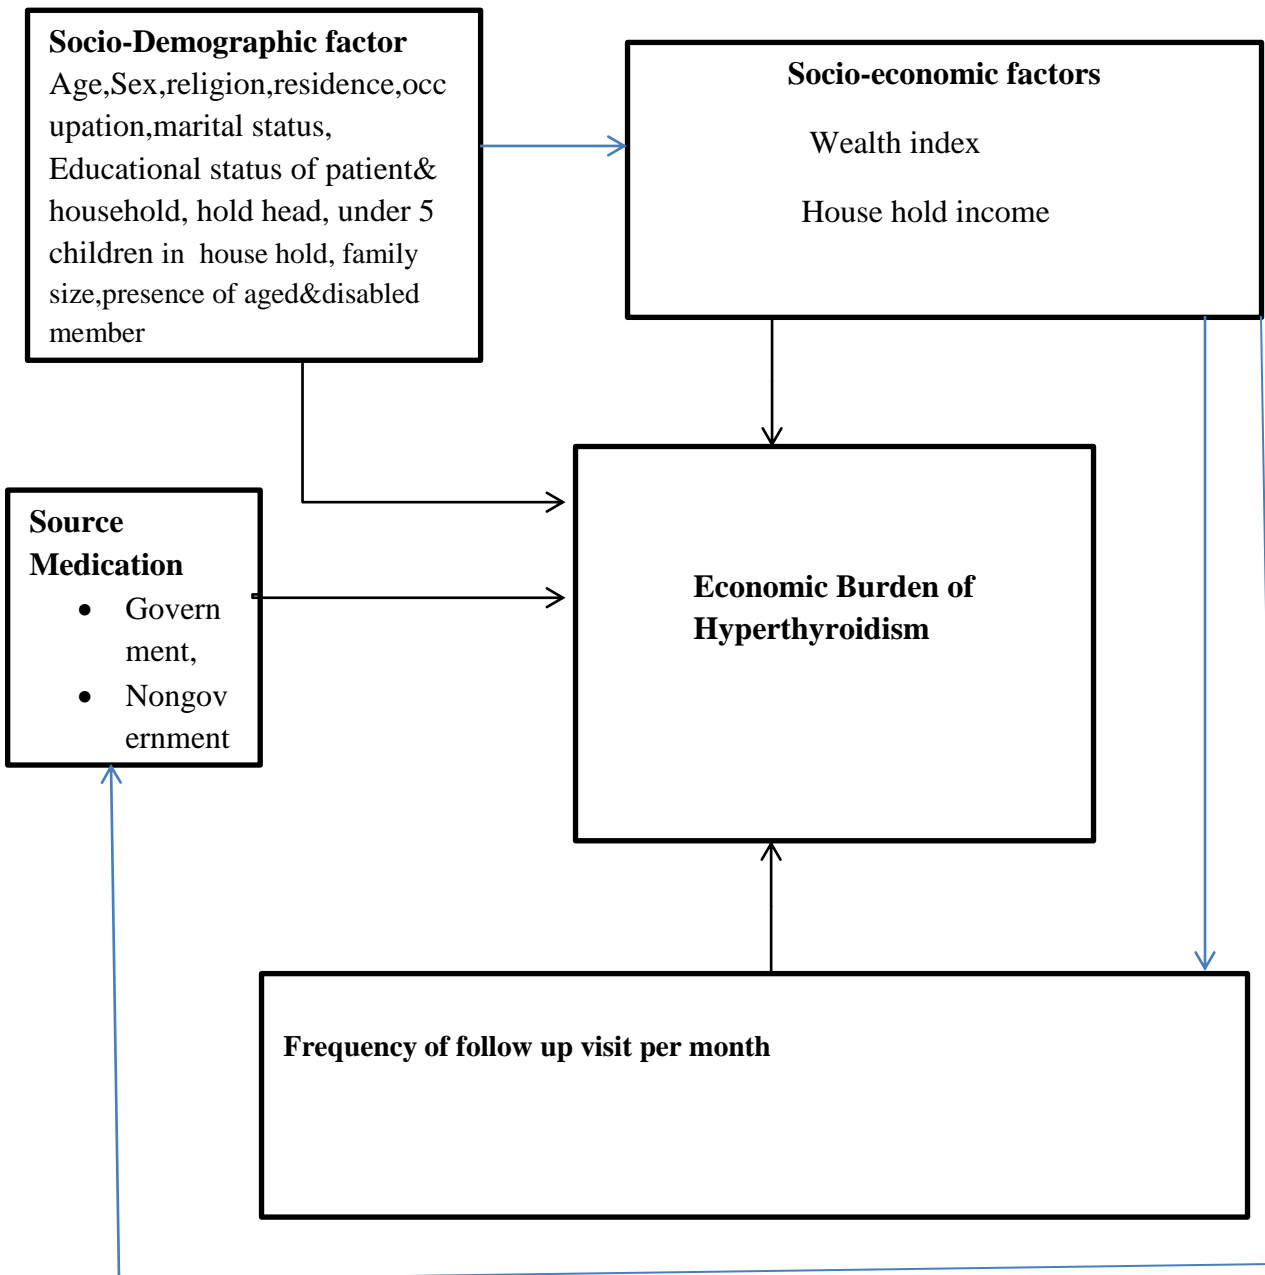 Socio-Demographic factor
Age,Sex,religion,residence,occ
upation,marital status,
Educational status of patient&
household, hold head, under 5
children in  house hold, family
size,presence of aged&disabled
member
Socio-economic factors
Wealth index
House hold income
Source
Medication
• Govern
ment,
• Nongov
ernment
Economic Burden of
Hyperthyroidism
Frequency of follow up visit per month